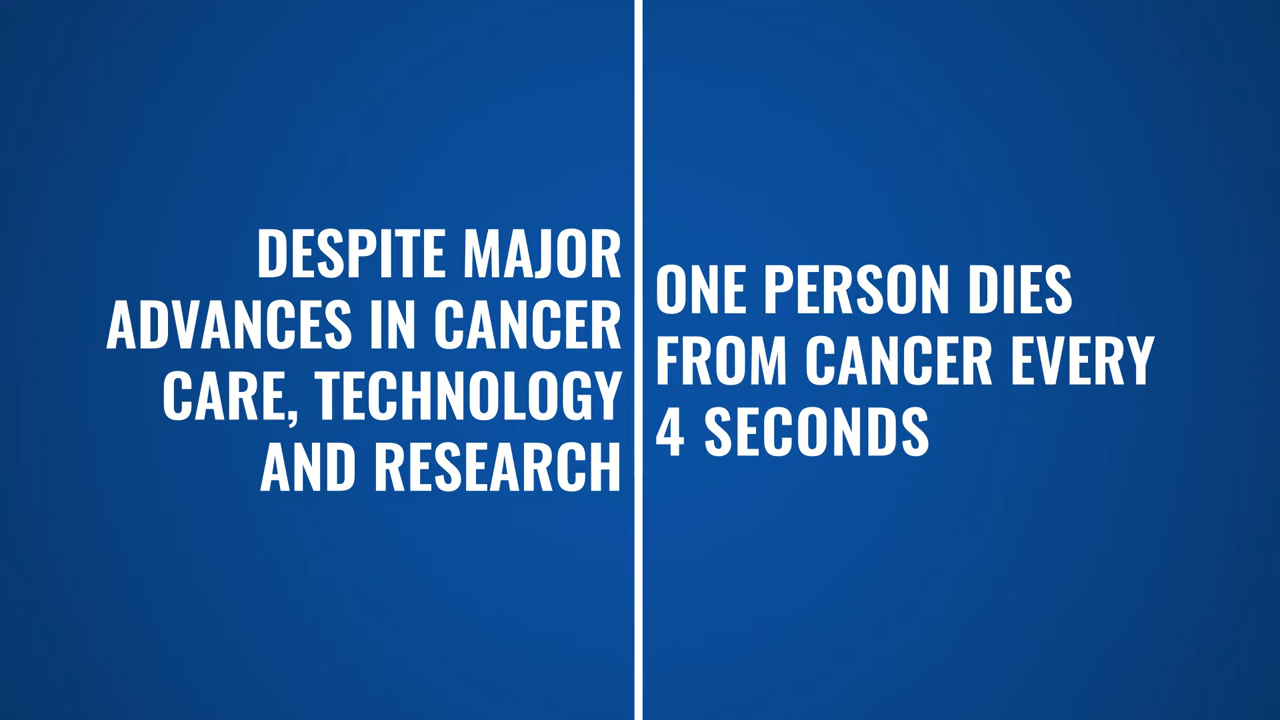 DESPITE MAJOR
ADVANCES IN CANCER
CARE, TECHNOLOGY
AND RESEARCH
ONE PERSON DIES
FROM CANCER EVERY
4 SECONDS